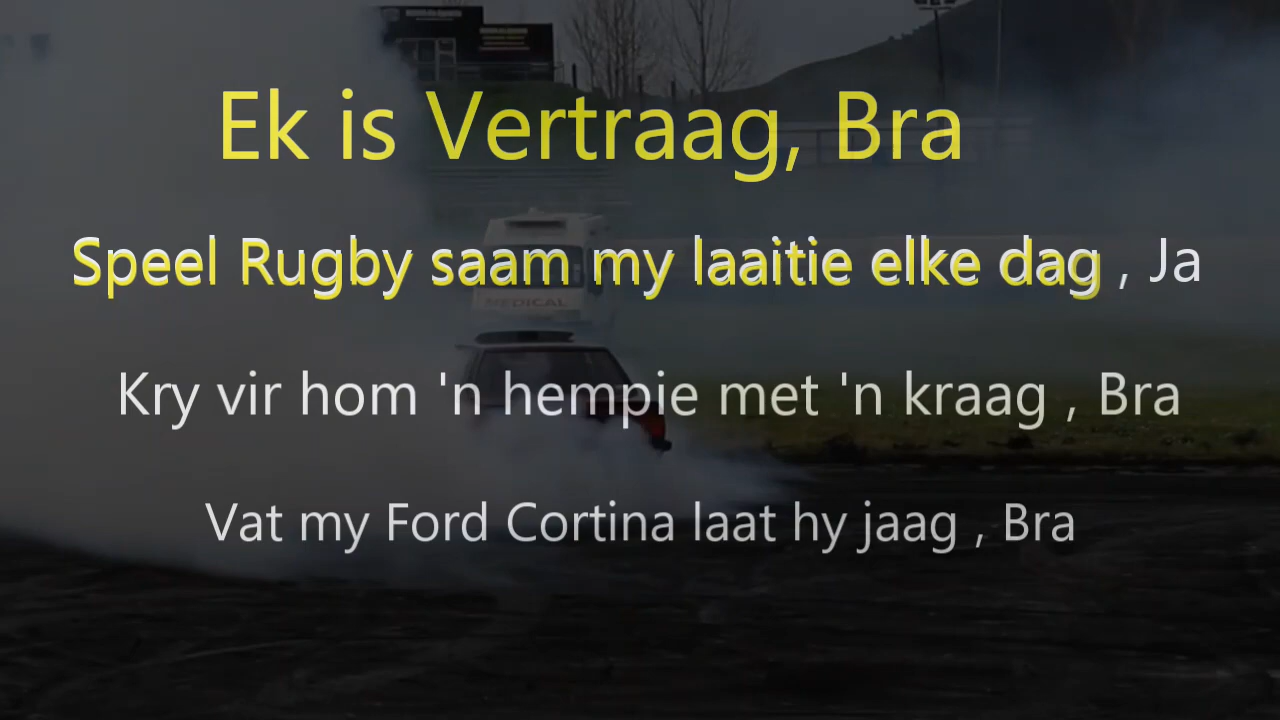 Ek is Vertraag, Bra
Speel Rugby saam my laaitie elke dag , Ja
MEDICAL
Kry vir hom 'n hempie met 'n kraag , Bra
Vat my Ford Cortina laat hy jaag , Bra